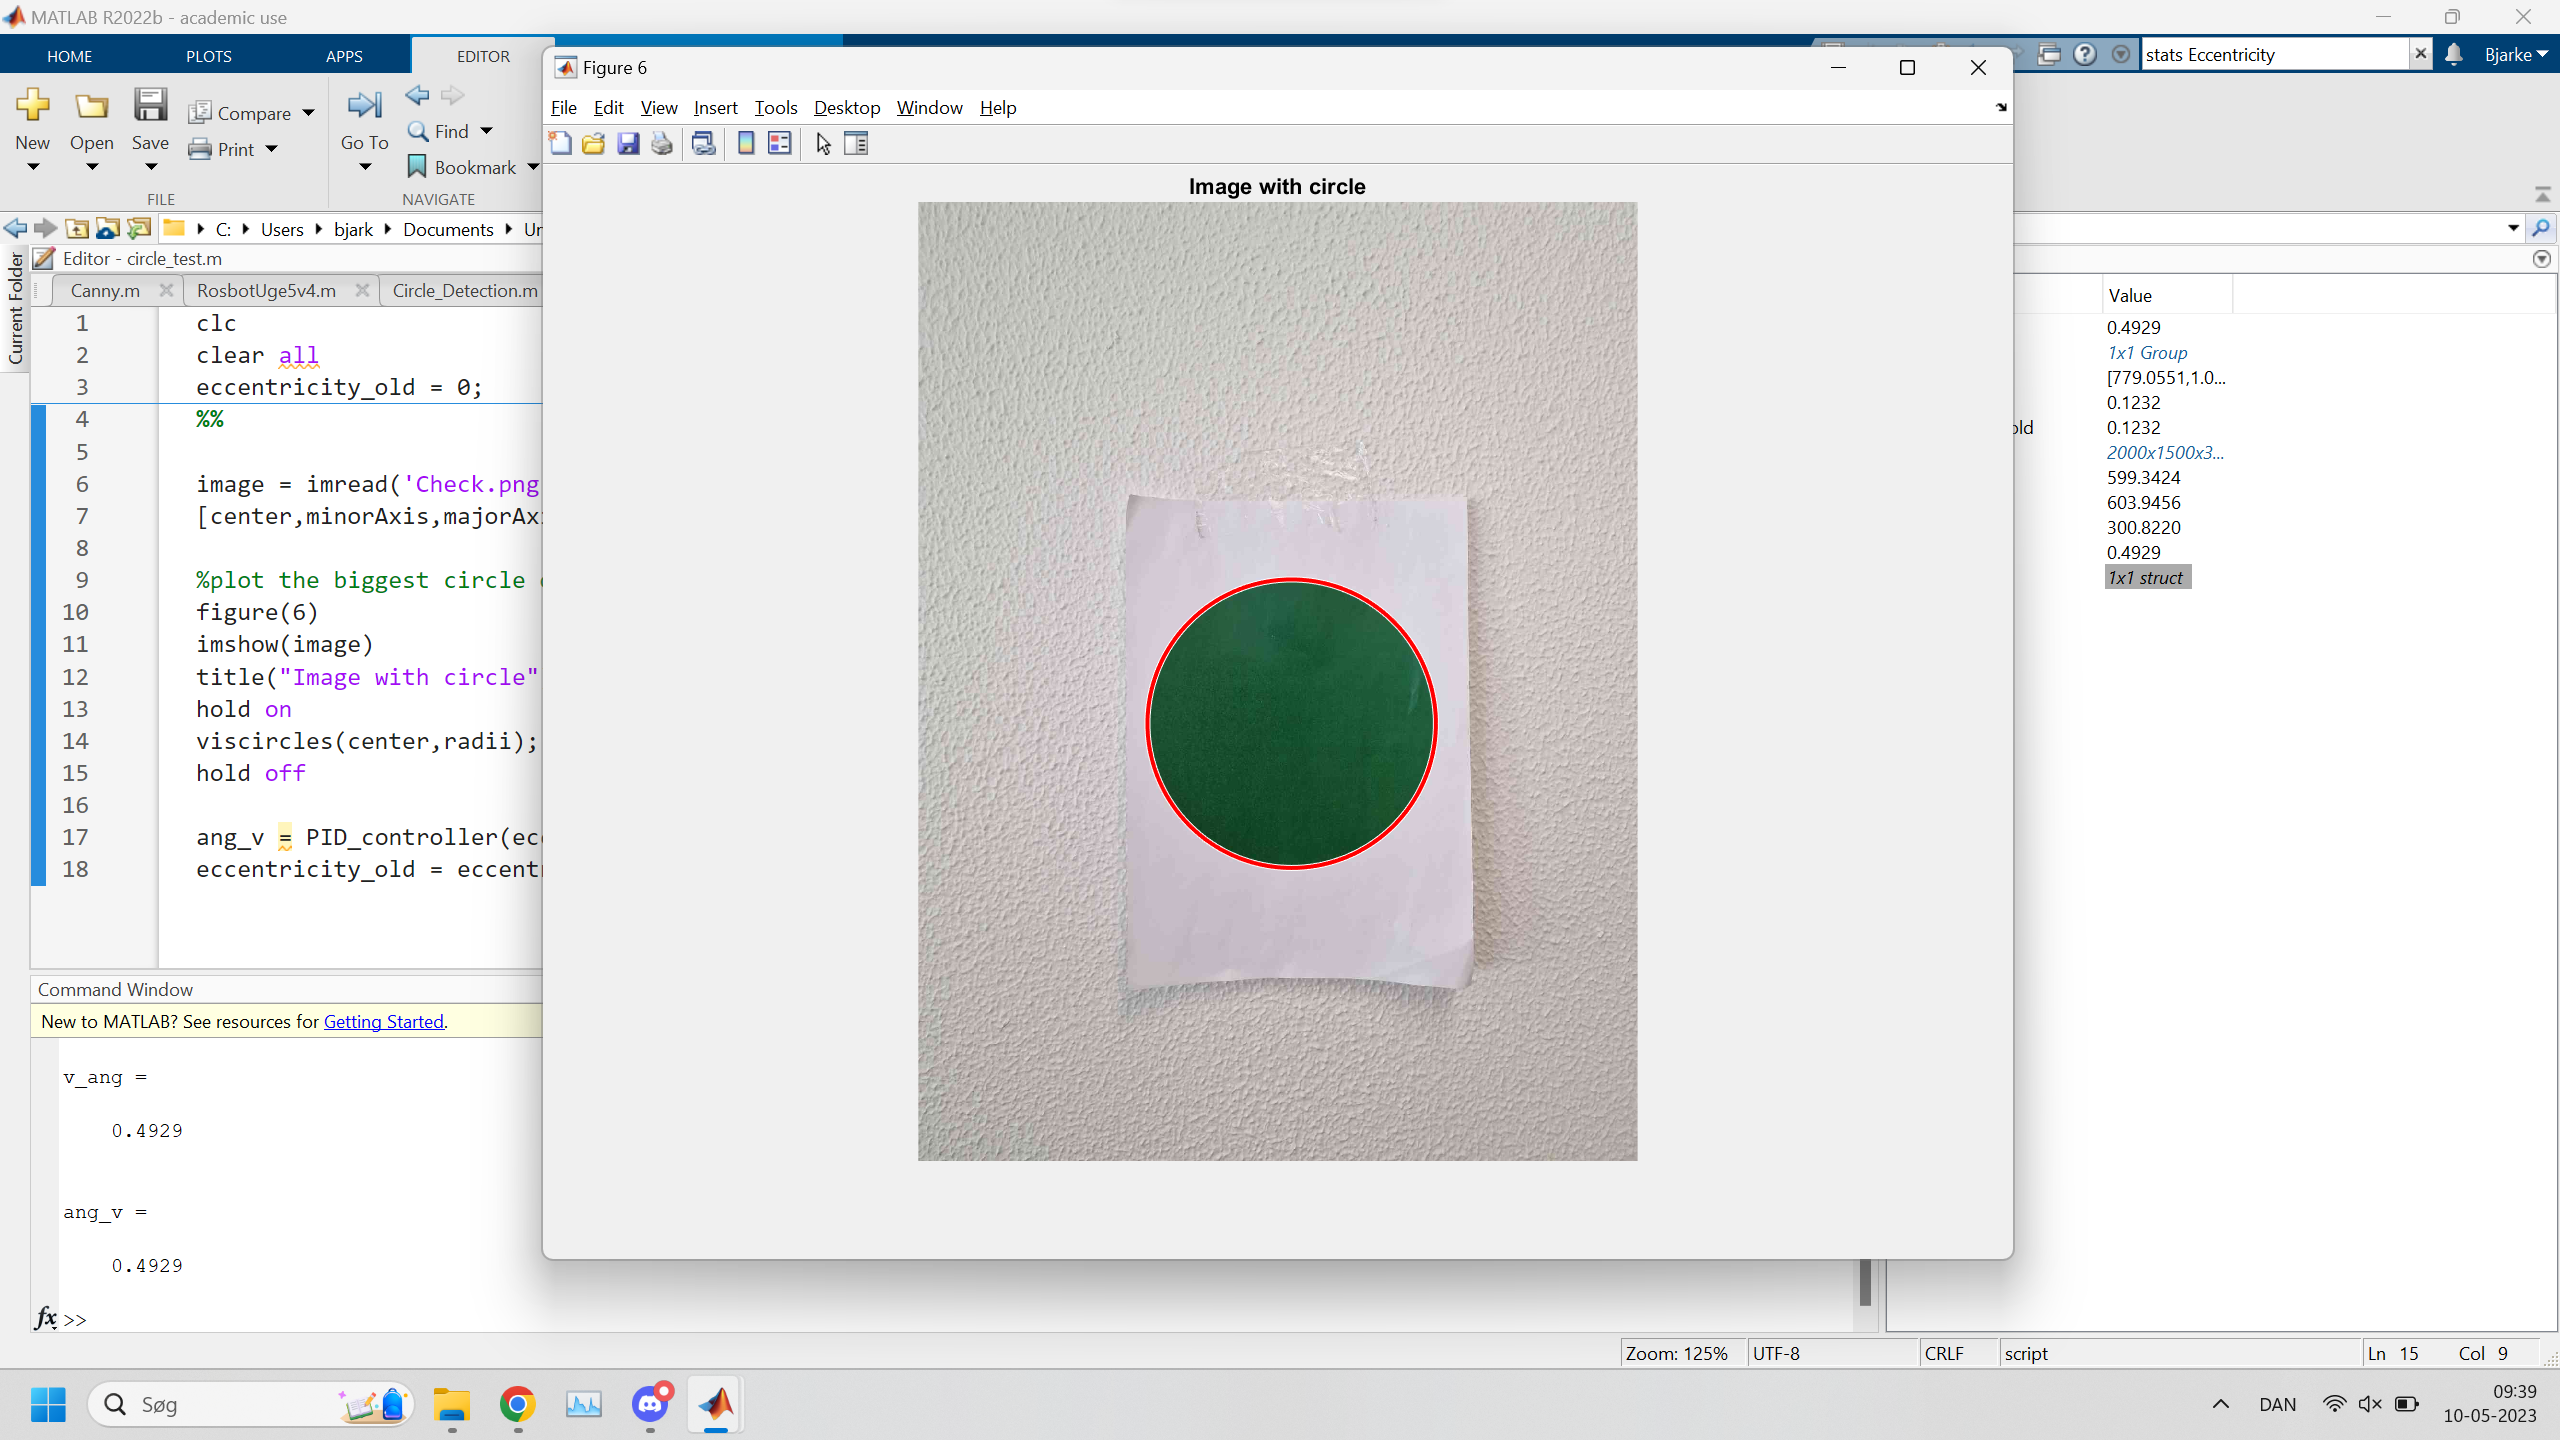 MATLAB R2022b - academic use
HOME PLOTS APPS EDITOR
stats Eccentricity
Bjarke
Figure 6
File Edit View Insert Tools Desktop Window Help
New
Open
Save
Compare
Print
Go To
Find
Bookmark
FILE NAVIGATE
C: Users bjark Documents
Current Folder
Editor - circle_test.m
Canny.m RosbotUge5v4.m Circle_Detection.m
1 clc
2 clear all
3 eccentricity_old = 0;
4 %%
5
6 image = imread('Check.png
7 [center,minorAxis,majorAx
8
9 %plot the biggest circle
10 figure(6)
11 imshow(image)
12 title("Image with circle"
13 hold on
14 viscircles(center,radii);
15 hold off
16
17 ang_v = PID_controller(ec
18 eccentricity_old = eccent
Image with circle
Value
0.4929
1x1 Group
[779.0551,1.0...
0.1232
old 0.1232
2000x1500x3...
599.3424
603.9456
300.8220
0.4929
1x1 struct
Command Window
New to MATLAB? See resources for Getting Started.
v_ang =
0.4929
ang_v =
0.4929
fx >>
Zoom: 125% UTF-8 CRLF script Ln 15 Col 9
Søg
DAN
09:39
10-05-2023